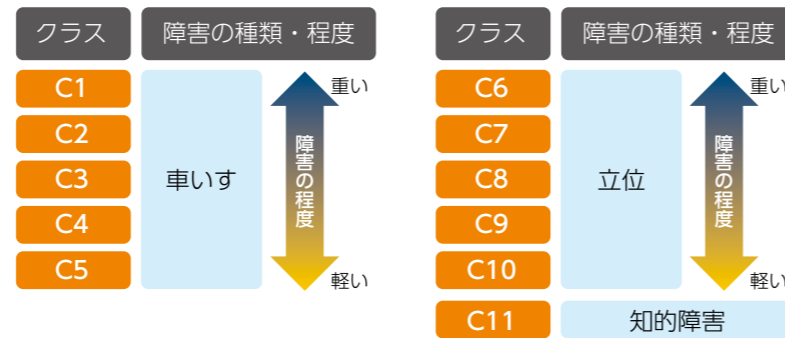 クラス 障害の種類・程度
C1
C2
C3
C4
C5
車いす
重い
障害の程度
軽い
クラス 障害の種類・程度
C6
C7
C8
C9
C10
立位
重い
障害の程度
軽い
C11 知的障害